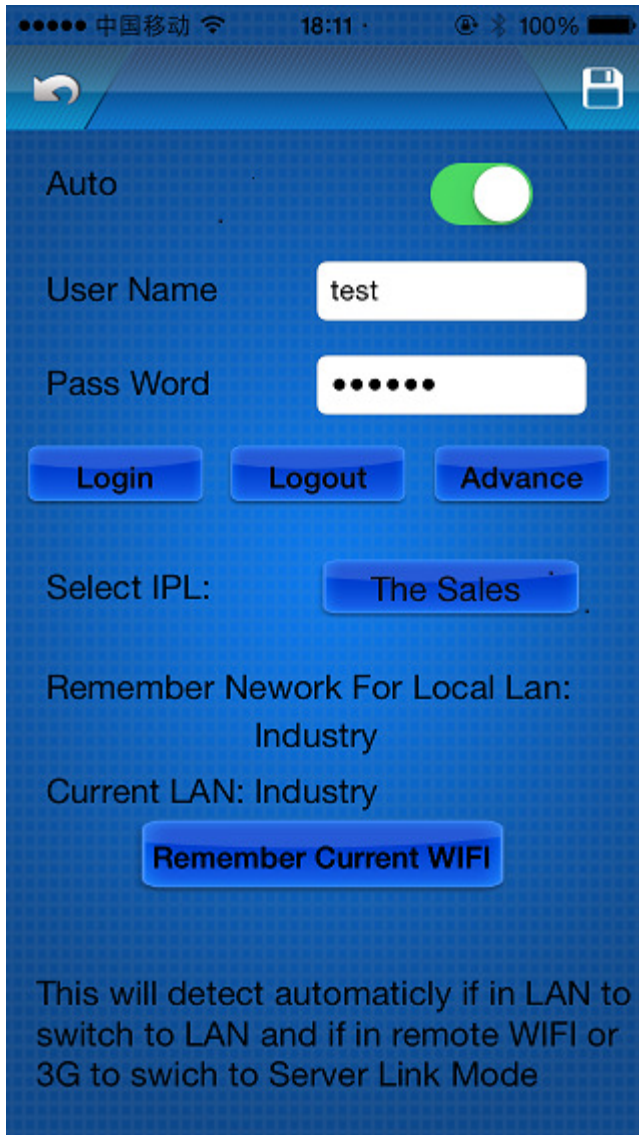 中国移动 18:11 100%
Auto
User Name test
Pass Word ••••••
Login Logout Advance
Select IPL: The Sales
Remember Nework For Local Lan:
Industry
Current LAN: Industry
Remember Current WIFI
This will detect automaticly if in LAN to
switch to LAN and if in remote WIFI or
3G to swich to Server Link Mode